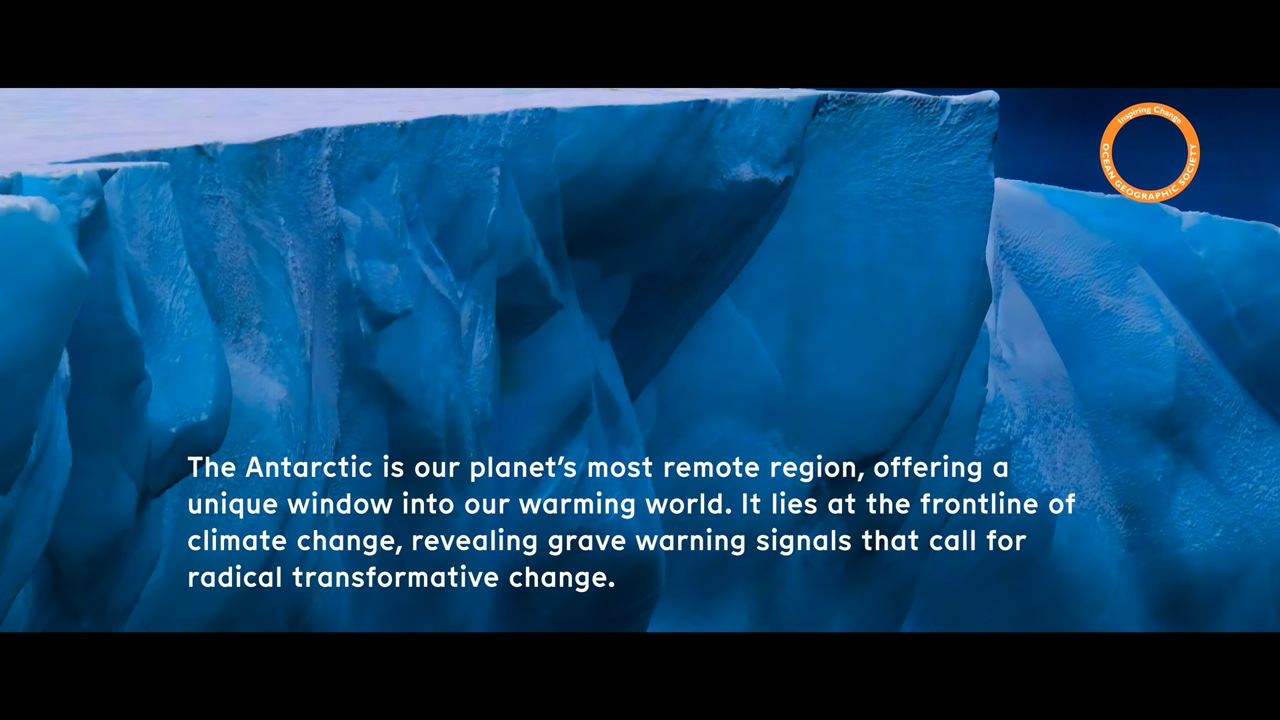 Inspiring Change
OCEAN GEOGRAPHIC SOCIETY
The Antarctic is our planet’s most remote region, offering a
unique window into our warming world. It lies at the frontline of
climate change, revealing grave warning signals that call for
radical transformative change.